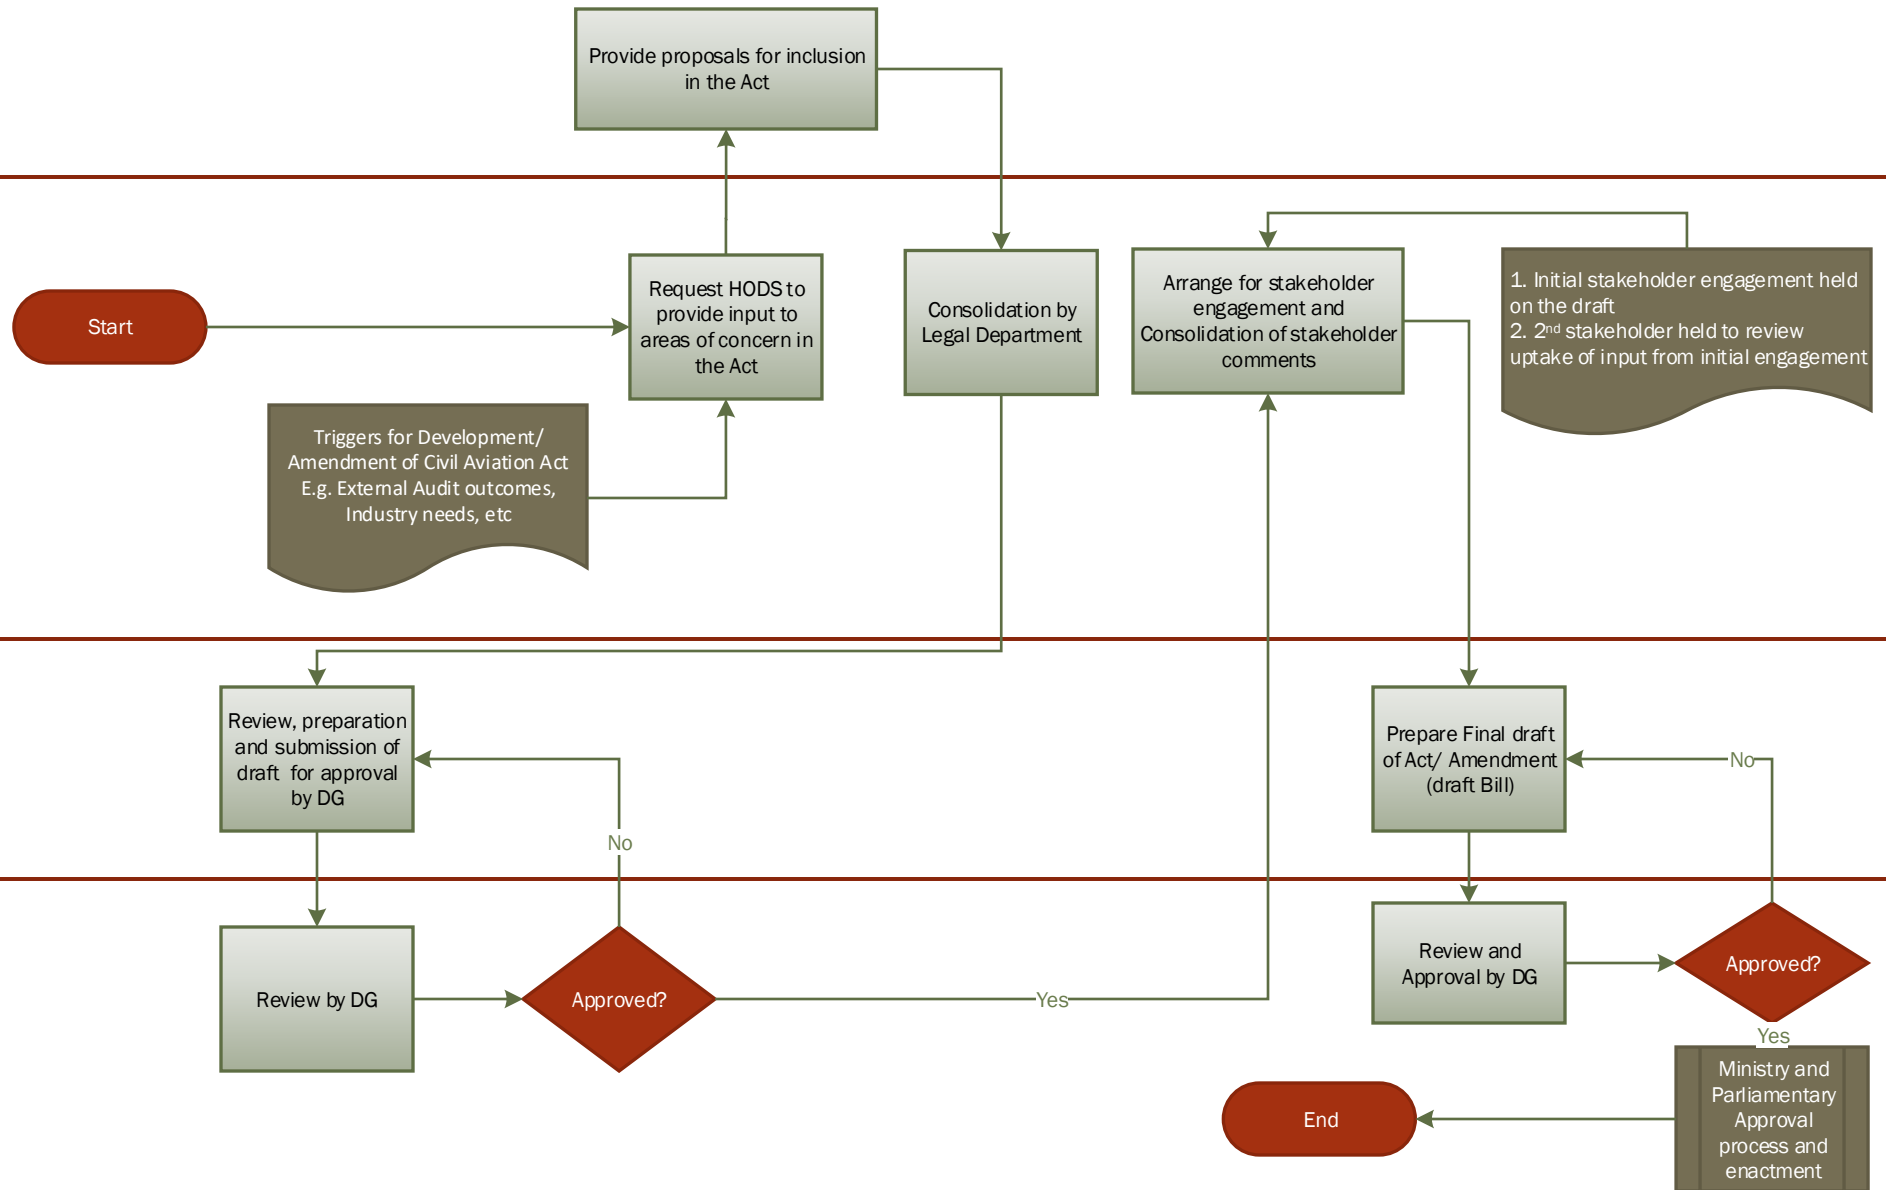 Provide proposals for inclusion
in the Act
Start
Request HODS to
provide input to
areas of concern in
the Act
Consolidation by
Legal Department
Arrange for stakeholder
engagement and
Consolidation of stakeholder
comments
1. Initial stakeholder engagement held
on the draft
2. 2nd stakeholder held to review
uptake of input from initial engagement
Triggers for Development/
Amendment of Civil Aviation Act
E.g. External Audit outcomes,
Industry needs, etc
Review, preparation
and submission of
draft for approval
by DG
No
Prepare Final draft
of Act/ Amendment
(draft Bill)
No
Review by DG
Approved?
Yes
Review and
Approval by DG
Approved?
Yes
Ministry and
Parliamentary
Approval
process and
enactment
End